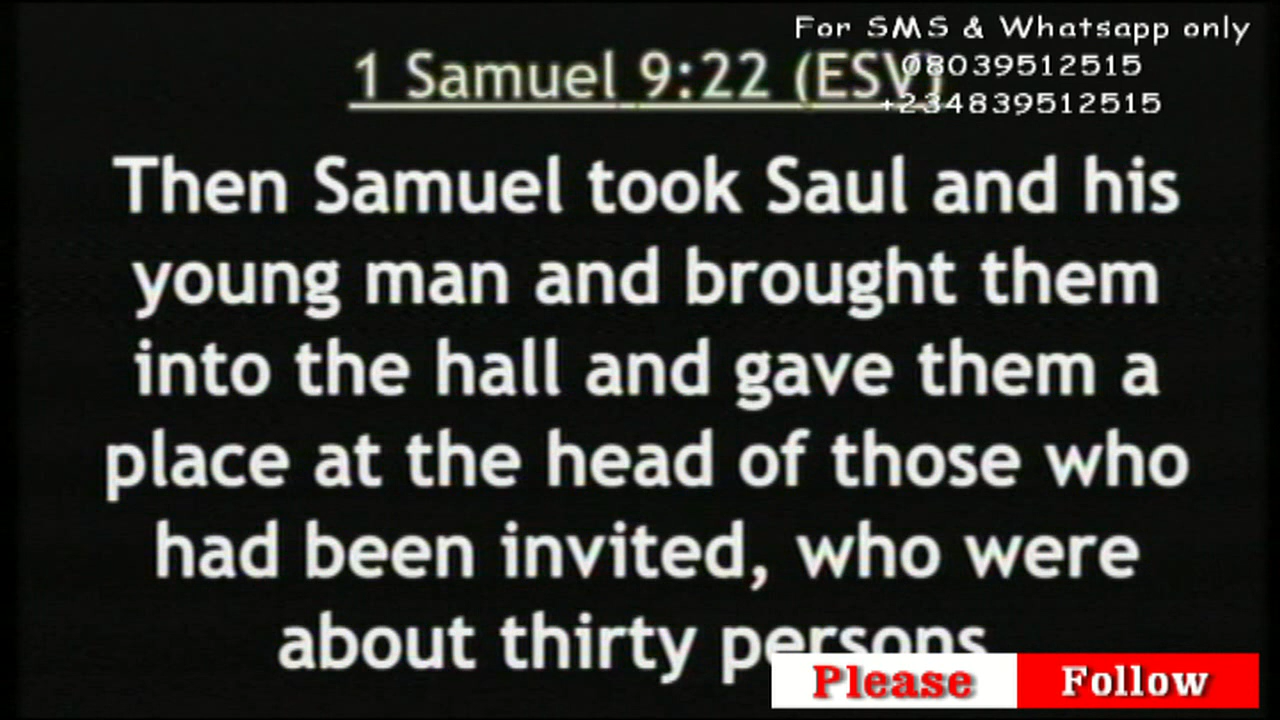 For SMS & Whatsapp only
08039512515
+234839512515
1 Samuel 9:22 (ESV)
Then Samuel took Saul and his
young man and brought them
into the hall and gave them a
place at the head of those who
had been invited, who were
about thirty persons
Please Follow